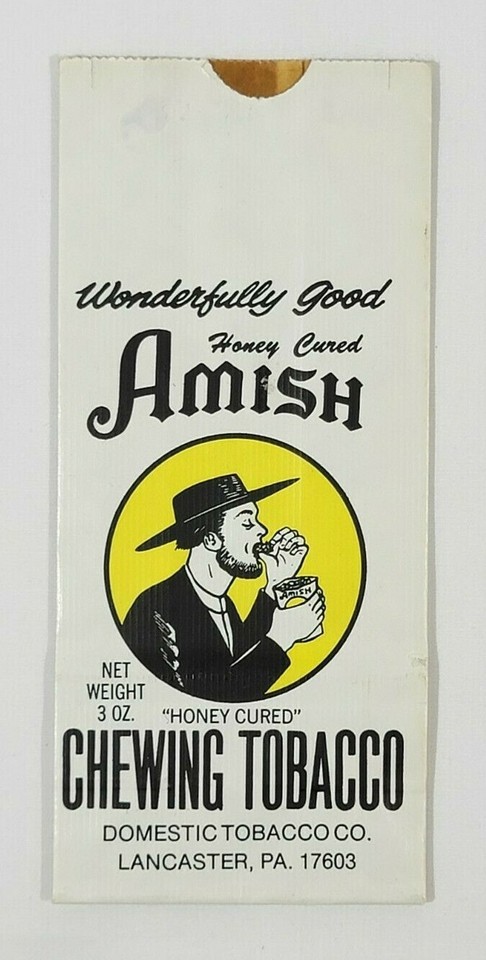 Wonderfully Good
Honey Cured
AMISH
AMISH
NET
WEIGHT
3 OZ.
"HONEY CURED"
CHEWING TOBACCO
DOMESTIC TOBACCO CO.
LANCASTER, PA. 17603